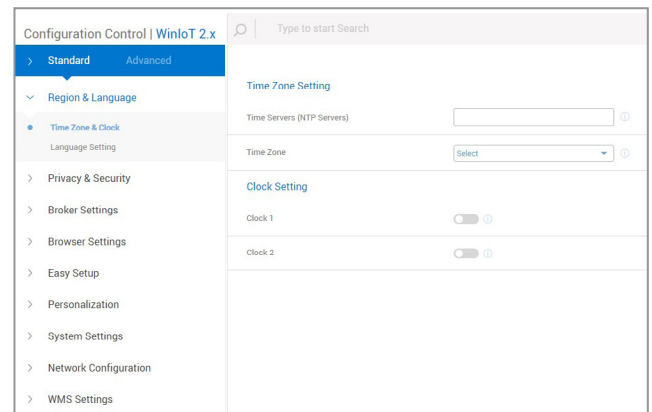 Configuration Control | WinIoT 2.x
Type to start Search
Standard Advanced
Region & Language
Time Zone & Clock
Language Setting
Privacy & Security
Broker Settings
Browser Settings
Easy Setup
Personalization
System Settings
Network Configuration
WMS Settings
Time Zone Setting
Time Servers (NTP Servers)
Time Zone Select
Clock Setting
Clock 1
Clock 2